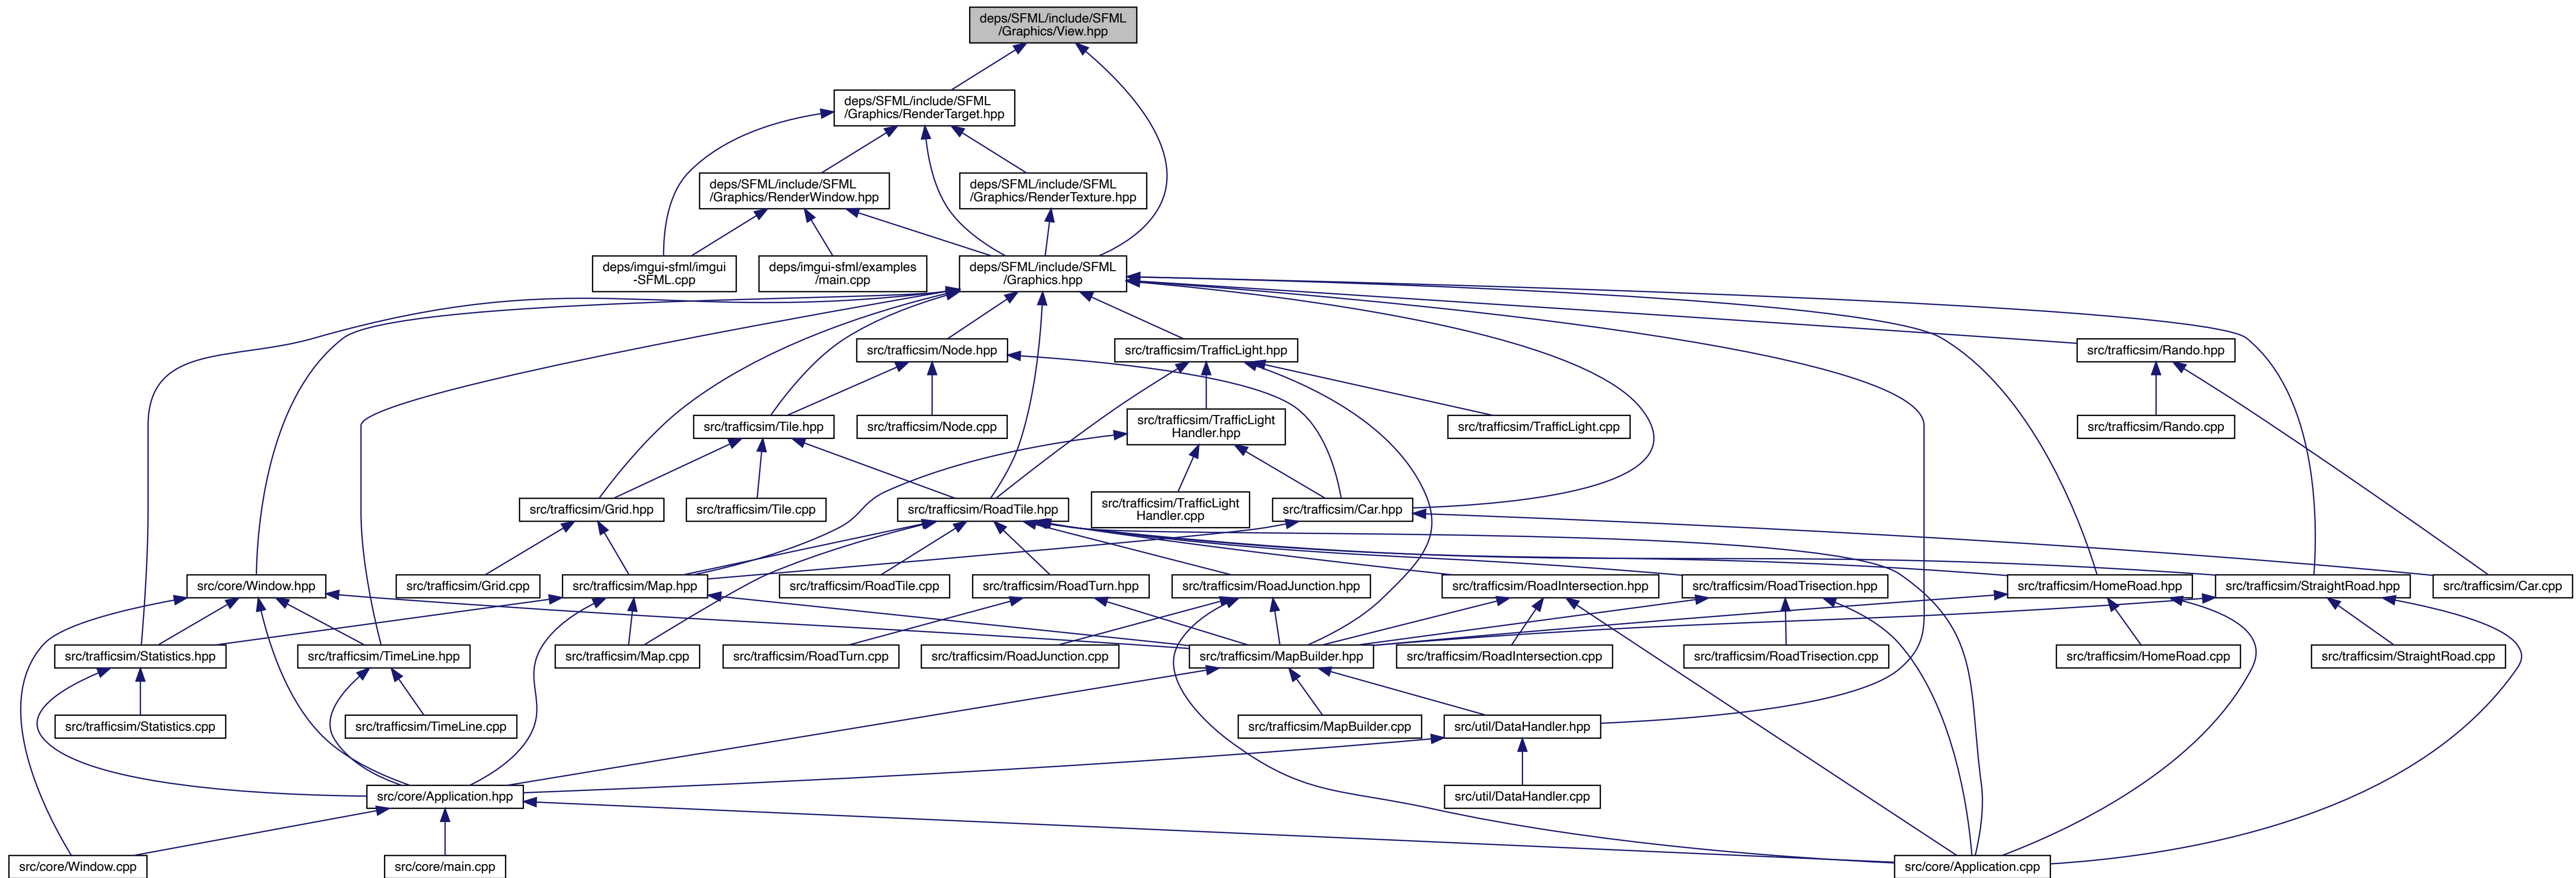 deps/SFML/include/SFML
/Graphics/View.hpp
deps/SFML/include/SFML
/Graphics/RenderTarget.hpp
deps/SFML/include/SFML
/Graphics/RenderWindow.hpp
deps/SFML/include/SFML
/Graphics/RenderTexture.hpp
deps/imgui-sfml/imgui
-SFML.cpp
deps/imgui-sfml/examples
/main.cpp
deps/SFML/include/SFML
/Graphics.hpp
src/trafficsim/Node.hpp
src/trafficsim/TrafficLight.hpp
src/trafficsim/Rando.hpp
src/trafficsim/Tile.hpp
src/trafficsim/Node.cpp
src/trafficsim/TrafficLight
Handler.hpp
src/trafficsim/TrafficLight.cpp
src/trafficsim/Rando.cpp
src/trafficsim/Grid.hpp
src/trafficsim/Tile.cpp
src/trafficsim/RoadTile.hpp
src/trafficsim/TrafficLight
Handler.cpp
src/trafficsim/Car.hpp
src/core/Window.hpp
src/trafficsim/Grid.cpp
src/trafficsim/Map.hpp
src/trafficsim/RoadTile.cpp
src/trafficsim/RoadTurn.hpp
src/trafficsim/RoadJunction.hpp
src/trafficsim/RoadIntersection.hpp
src/trafficsim/RoadTrisection.hpp
src/trafficsim/HomeRoad.hpp
src/trafficsim/StraightRoad.hpp
src/trafficsim/Car.cpp
src/trafficsim/Statistics.hpp
src/trafficsim/TimeLine.hpp
src/trafficsim/Map.cpp
src/trafficsim/RoadTurn.cpp
src/trafficsim/RoadJunction.cpp
src/trafficsim/MapBuilder.hpp
src/trafficsim/RoadIntersection.cpp
src/trafficsim/RoadTrisection.cpp
src/trafficsim/HomeRoad.cpp
src/trafficsim/StraightRoad.cpp
src/trafficsim/Statistics.cpp
src/trafficsim/TimeLine.cpp
src/trafficsim/MapBuilder.cpp
src/util/DataHandler.hpp
src/core/Application.hpp
src/util/DataHandler.cpp
src/core/Window.cpp
src/core/main.cpp
src/core/Application.cpp